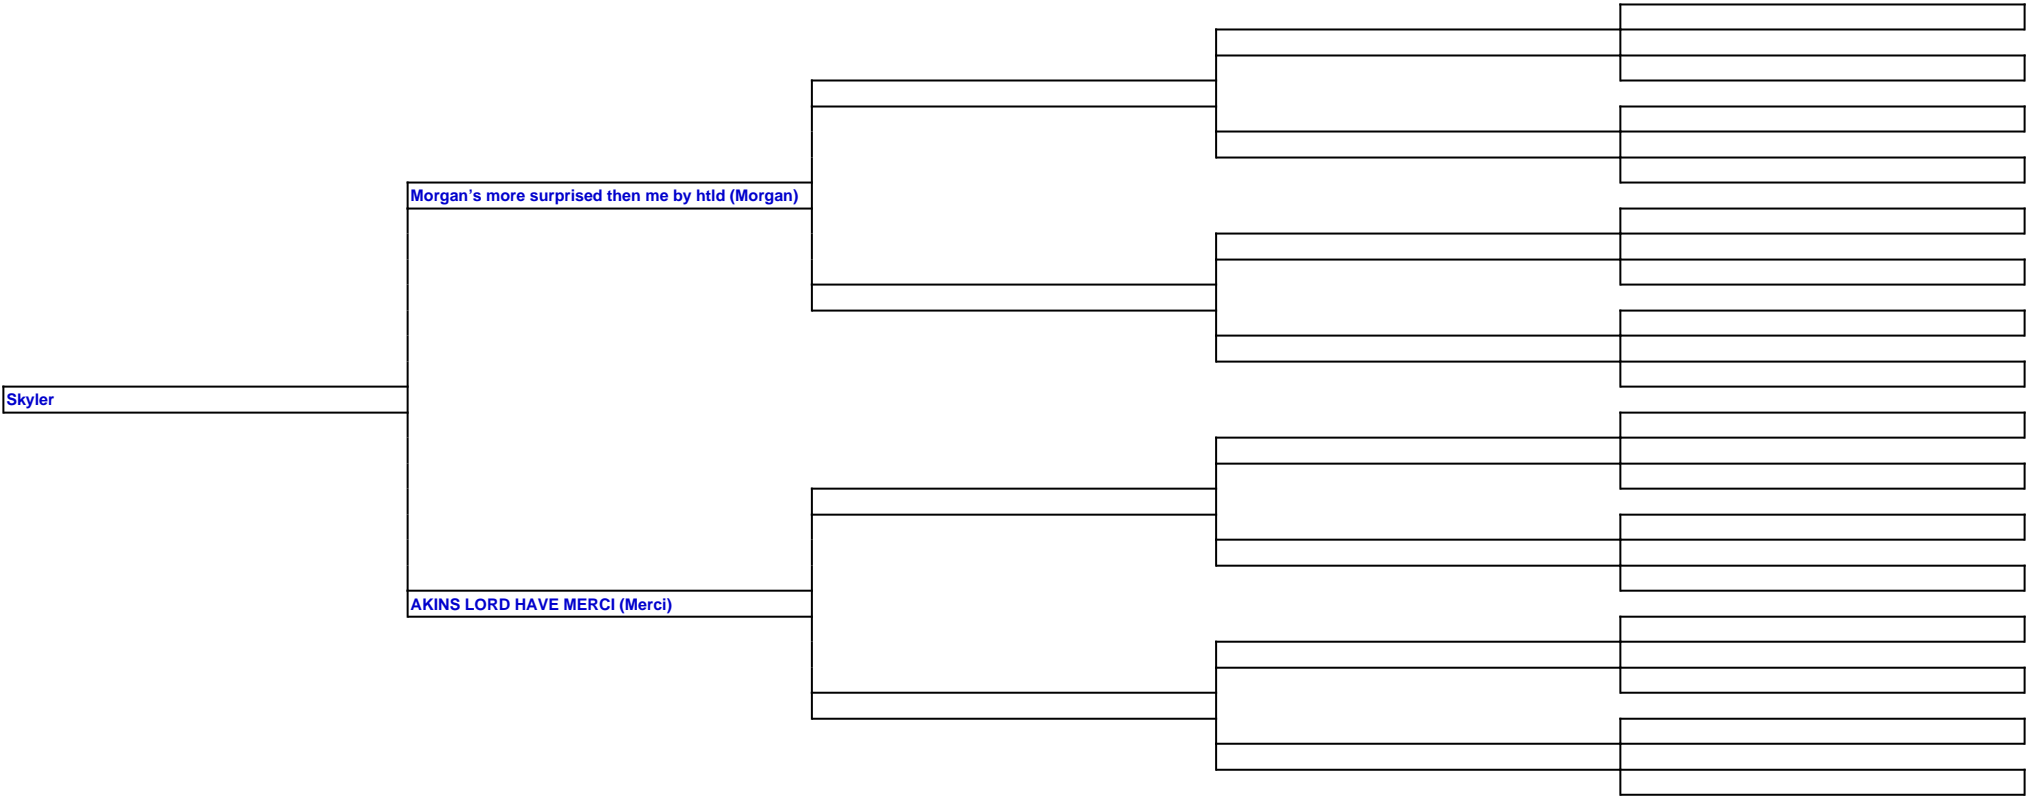 Morgan’s more surprised then me by htld (Morgan)
Skyler
AKINS LORD HAVE MERCI (Merci)